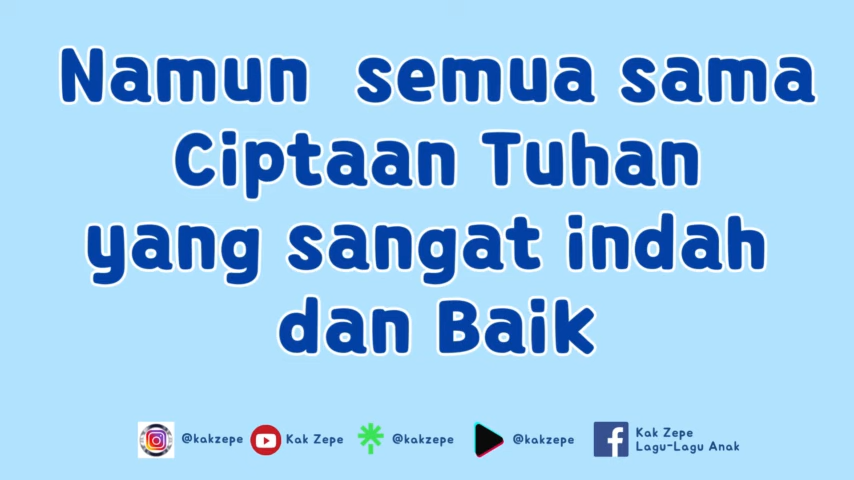 Namun semua sama
Ciptaan Tuhan
yang sangat indah
dan Baik
@kakzepe
Kak Zepe
@kakzepe
@kakzepe
Kak Zepe
Lagu-Lagu Anak